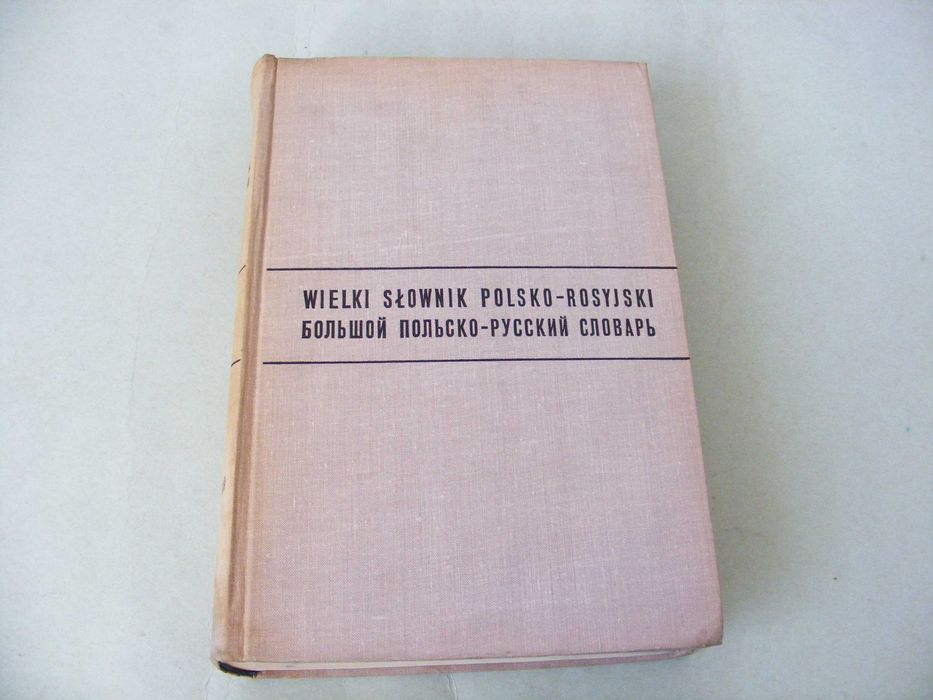 WIELKI SŁOWNIK POLSKO-ROSYJSKI
БОЛЬШОЙ ПОЛЬСКО-РУССКИЙ СЛОВАРЬ